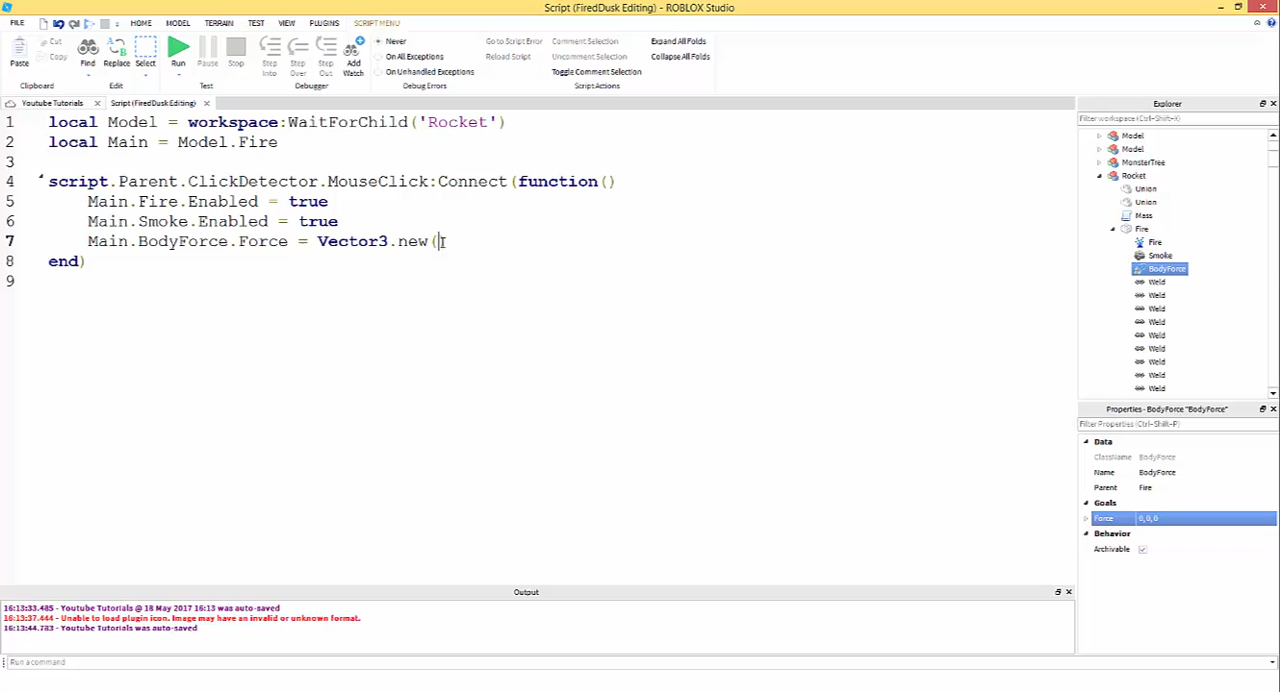 Script (FiredDusk Editing) - ROBLOX Studio
FILE HOME MODEL TERRAIN TEST VIEW PLUGINS SCRIPT MENU
Paste Cut Copy Find Replace Select Run Pause Stop Step Into Step Over Step Out Add Watch
Never On All Exceptions On Unhandled Exceptions
Go to Script Error Reload Script
Comment Selection Uncomment Selection Toggle Comment Selection
Expand All Folds Collapse All Folds
Clipboard Edit Test Debugger Debug Errors Script Actions
Youtube Tutorials Script (FiredDusk Editing)
1 local Model = workspace:WaitForChild('Rocket')
2 local Main = Model.Fire
3
4 script.Parent.ClickDetector.MouseClick:Connect(function()
5 Main.Fire.Enabled = true
6 Main.Smoke.Enabled = true
7 Main.BodyForce.Force = Vector3.new(
8 end)
9
Explorer
Filter workspace (Ctrl+Shift+X)
Model
Model
MonsterTree
Rocket
Union
Union
Mass
Fire
Fire
Smoke
BodyForce
Weld
Weld
Weld
Weld
Weld
Weld
Weld
Weld
Weld
Properties - BodyForce "BodyForce"
Filter Properties (Ctrl+Shift+P)
Data
ClassName BodyForce
Name BodyForce
Parent Fire
Goals
Force 0,0,0
Behavior
Archivable
Output
16:13:33.485 - Youtube Tutorials @ 18 May 2017 16:13 was auto-saved
16:13:37.444 - Unable to load plugin icon. Image may have an invalid or unknown format.
16:13:44.783 - Youtube Tutorials was auto-saved
Run a command